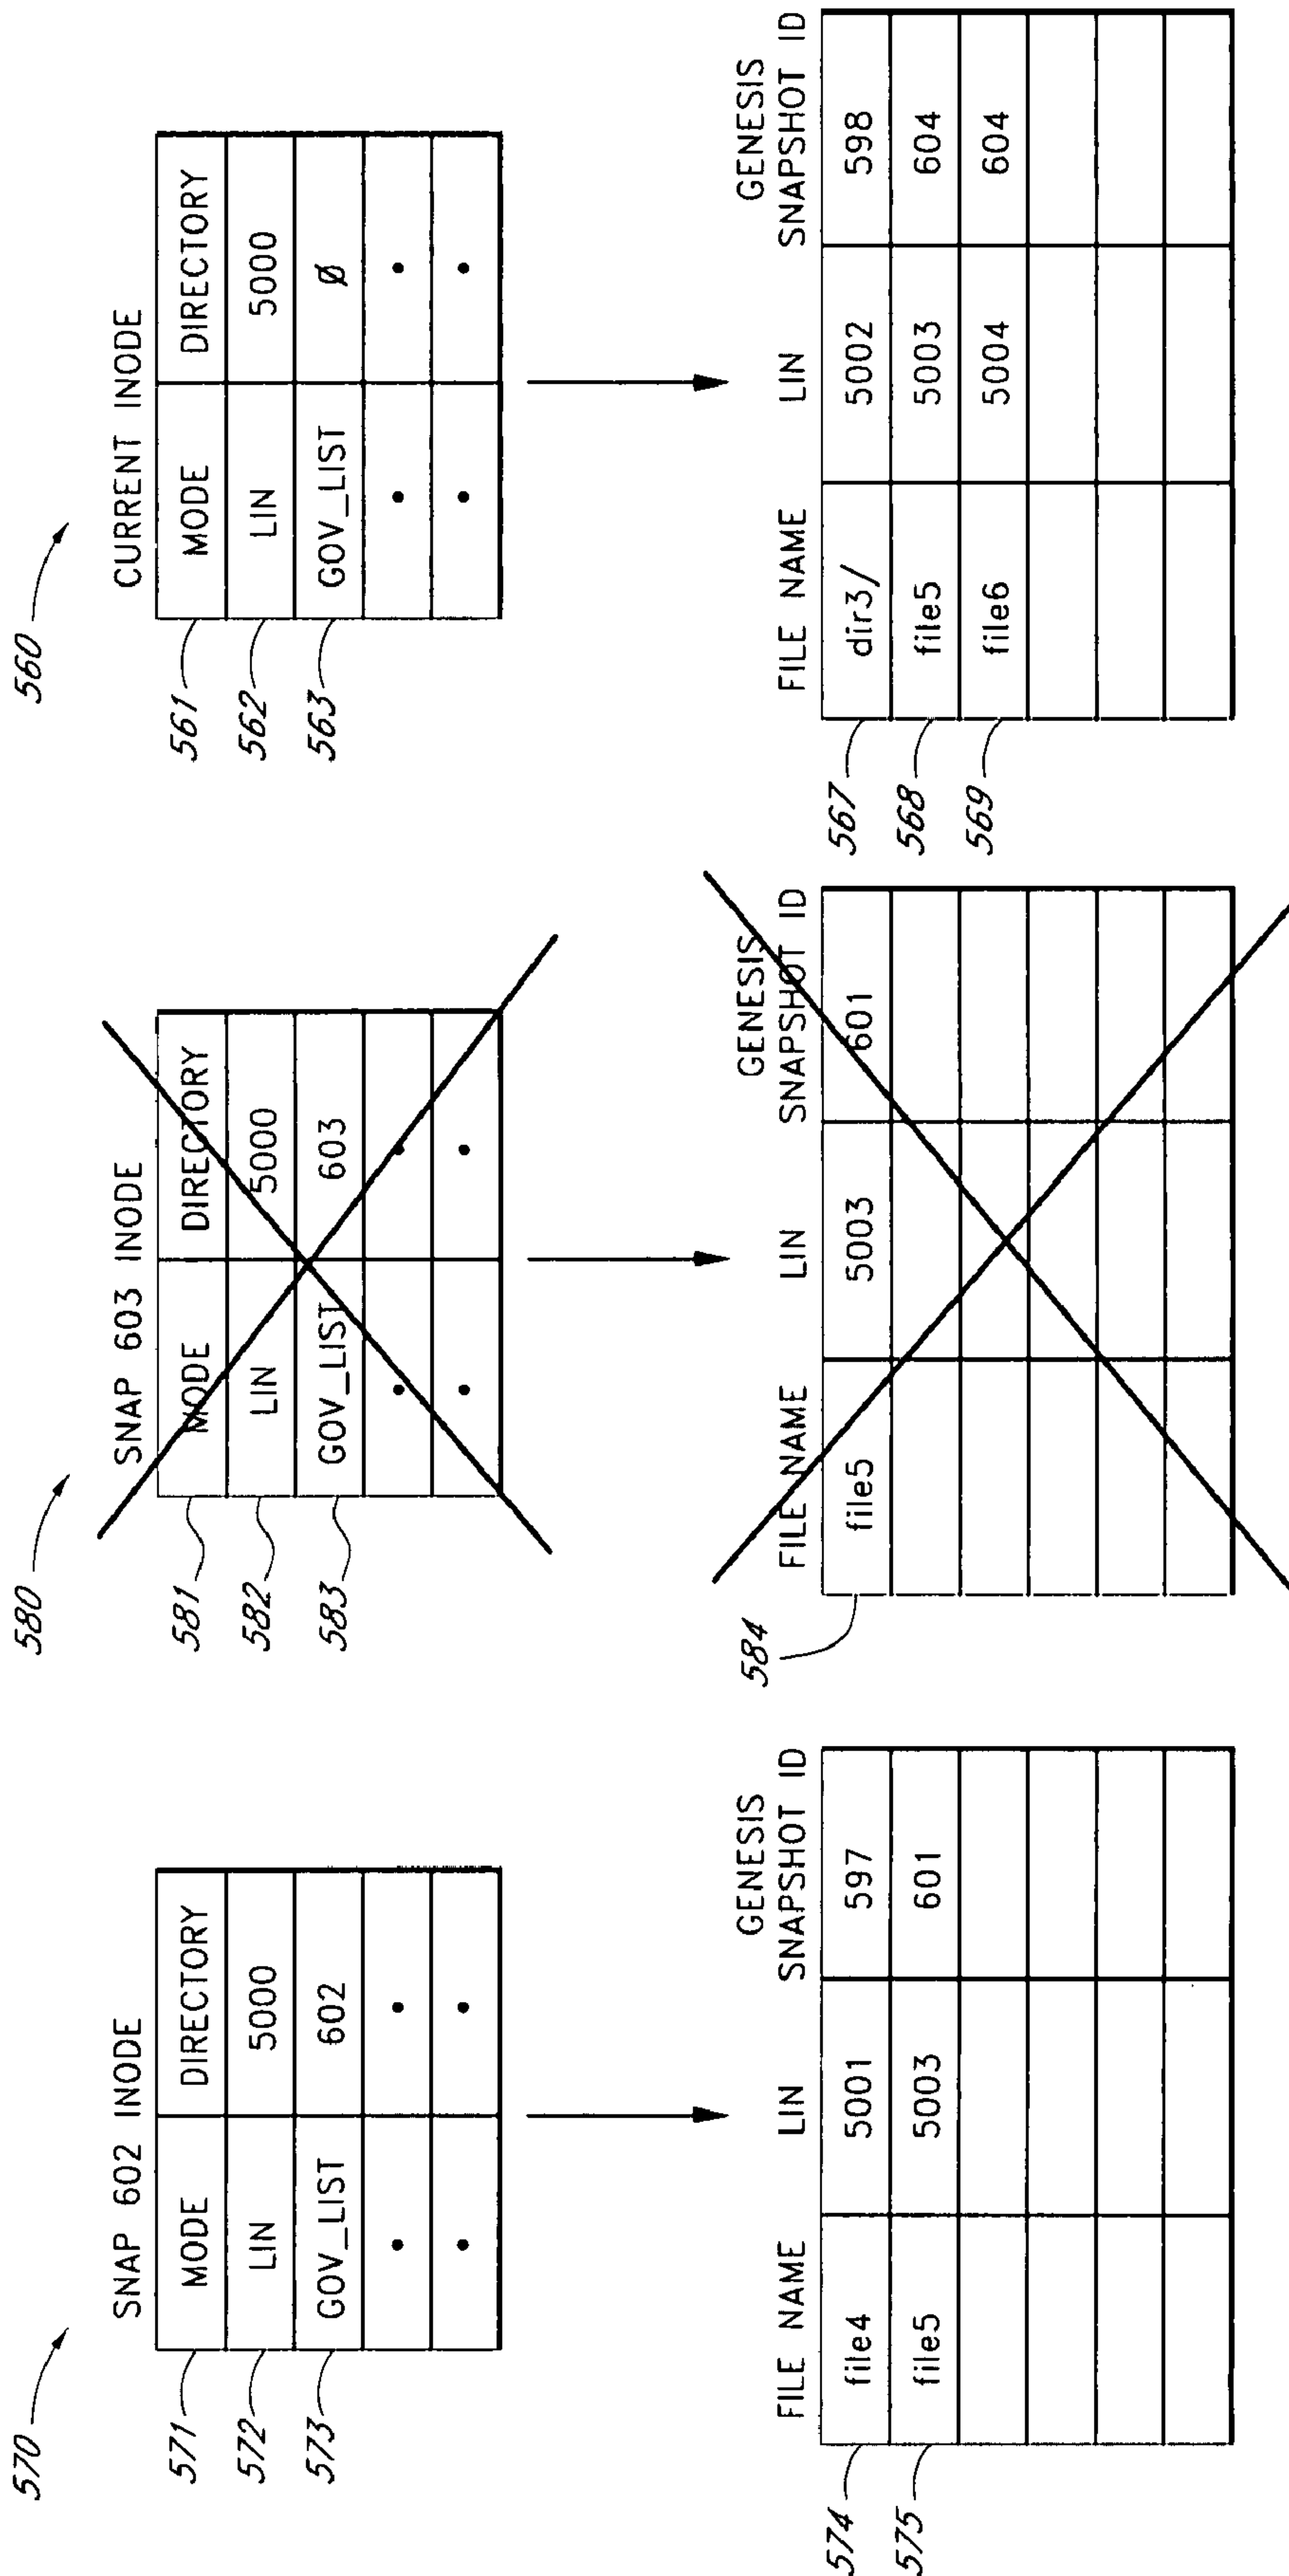 570
SNAP 602 INODE
571 MODE DIRECTORY
572 LIN 5000
573 GOV_LIST 602
• •
• •
FILE NAME LIN GENESIS
SNAPSHOT ID
574 file4 5001 597
575 file5 5003 601
580
SNAP 603 INODE
581 MODE DIRECTORY
582 LIN 5000
583 GOV_LIST 603
• •
• •
FILE NAME LIN GENESIS
SNAPSHOT ID
584 file5 5003 601
560
CURRENT INODE
561 MODE DIRECTORY
562 LIN 5000
563 GOV_LIST Ø
• •
• •
FILE NAME LIN GENESIS
SNAPSHOT ID
567 dir3/ 5002 598
568 file5 5003 604
569 file6 5004 604